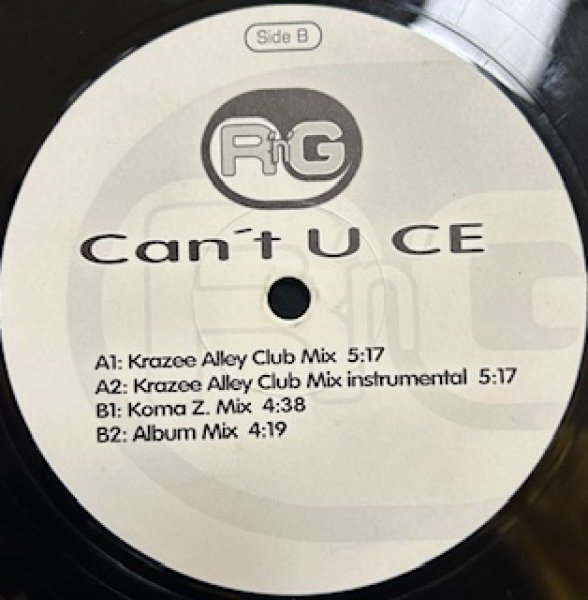 Side B
R'n'G
Can´t U CE
A1: Krazee Alley Club Mix 5:17
A2: Krazee Alley Club Mix instrumental 5:17
B1: Koma Z. Mix 4:38
B2: Album Mix 4:19